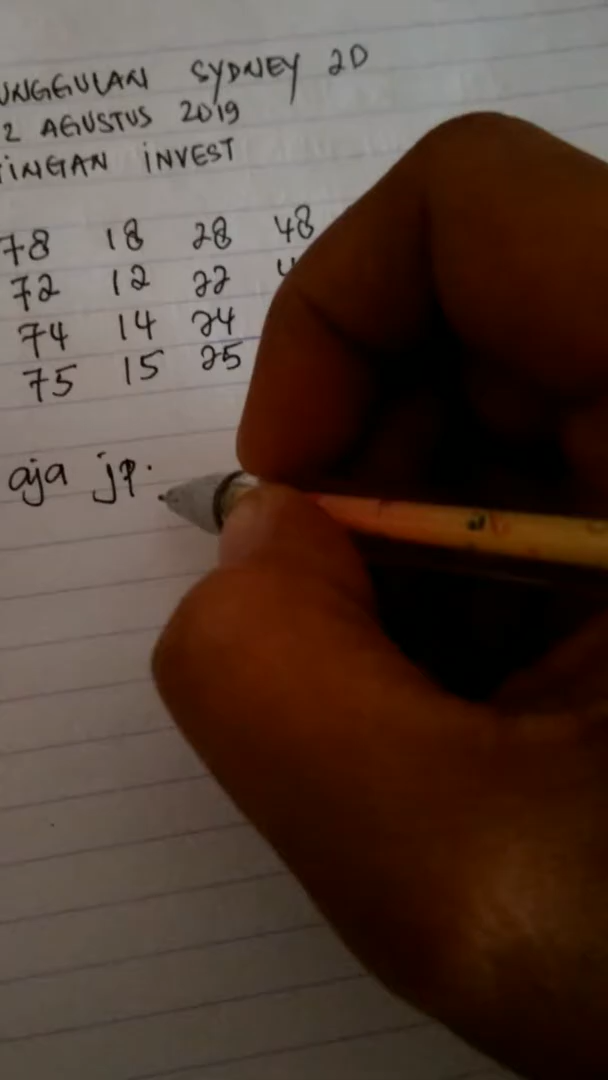 UNGGULAN SYDNEY 2D
2 AGUSTUS 2019
TINGAN INVEST
78 18 28 48
72 12 22
74 14 24
75 15 25
aja jp.